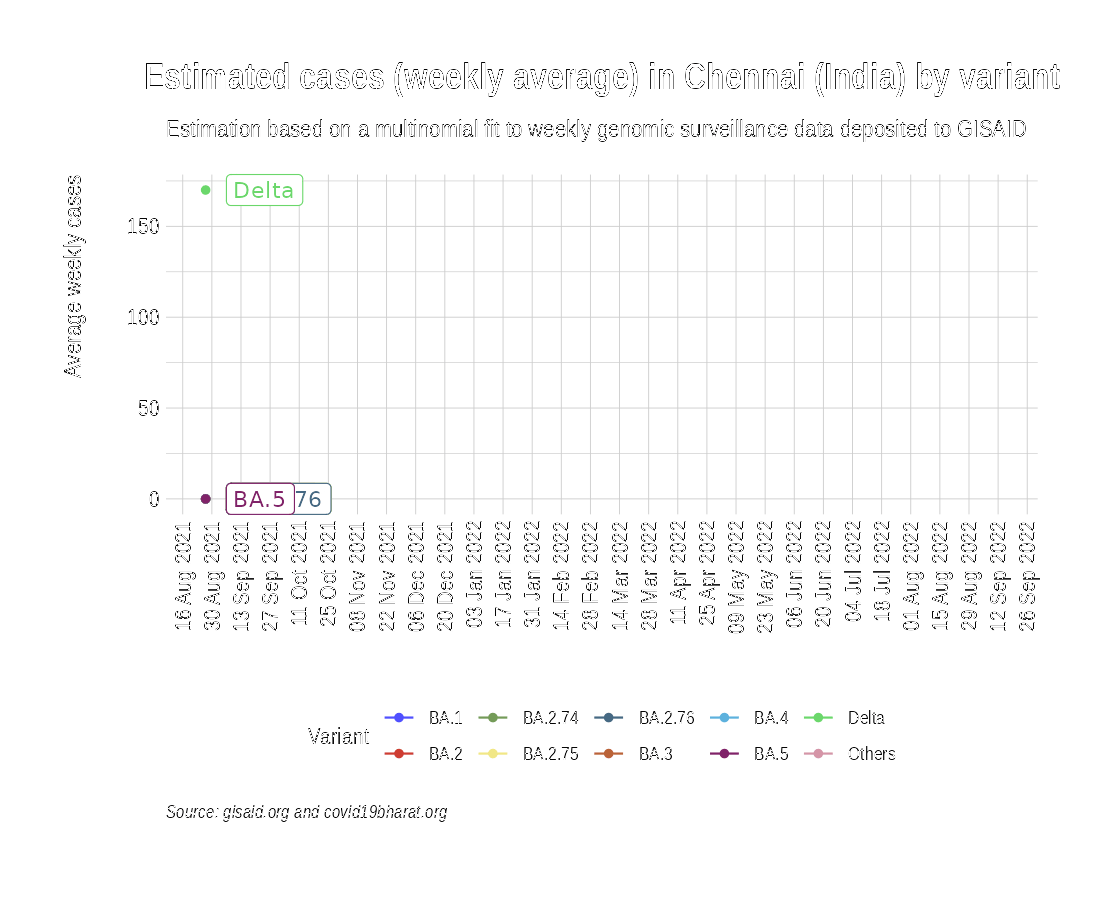 Estimated cases (weekly average) in Chennai (India) by variant
Estimation based on a multinomial fit to weekly genomic surveillance data deposited to GISAID
Average weekly cases
150
100
50
0
Delta
BA.5
76
16 Aug 2021
30 Aug 2021
13 Sep 2021
27 Sep 2021
11 Oct 2021
25 Oct 2021
08 Nov 2021
22 Nov 2021
06 Dec 2021
20 Dec 2021
03 Jan 2022
17 Jan 2022
31 Jan 2022
14 Feb 2022
28 Feb 2022
14 Mar 2022
28 Mar 2022
11 Apr 2022
25 Apr 2022
09 May 2022
23 May 2022
06 Jun 2022
20 Jun 2022
04 Jul 2022
18 Jul 2022
01 Aug 2022
15 Aug 2022
29 Aug 2022
12 Sep 2022
26 Sep 2022
Variant
BA.1 BA.2.74 BA.2.76 BA.4 Delta
BA.2 BA.2.75 BA.3 BA.5 Others
Source: gisaid.org and covid19bharat.org